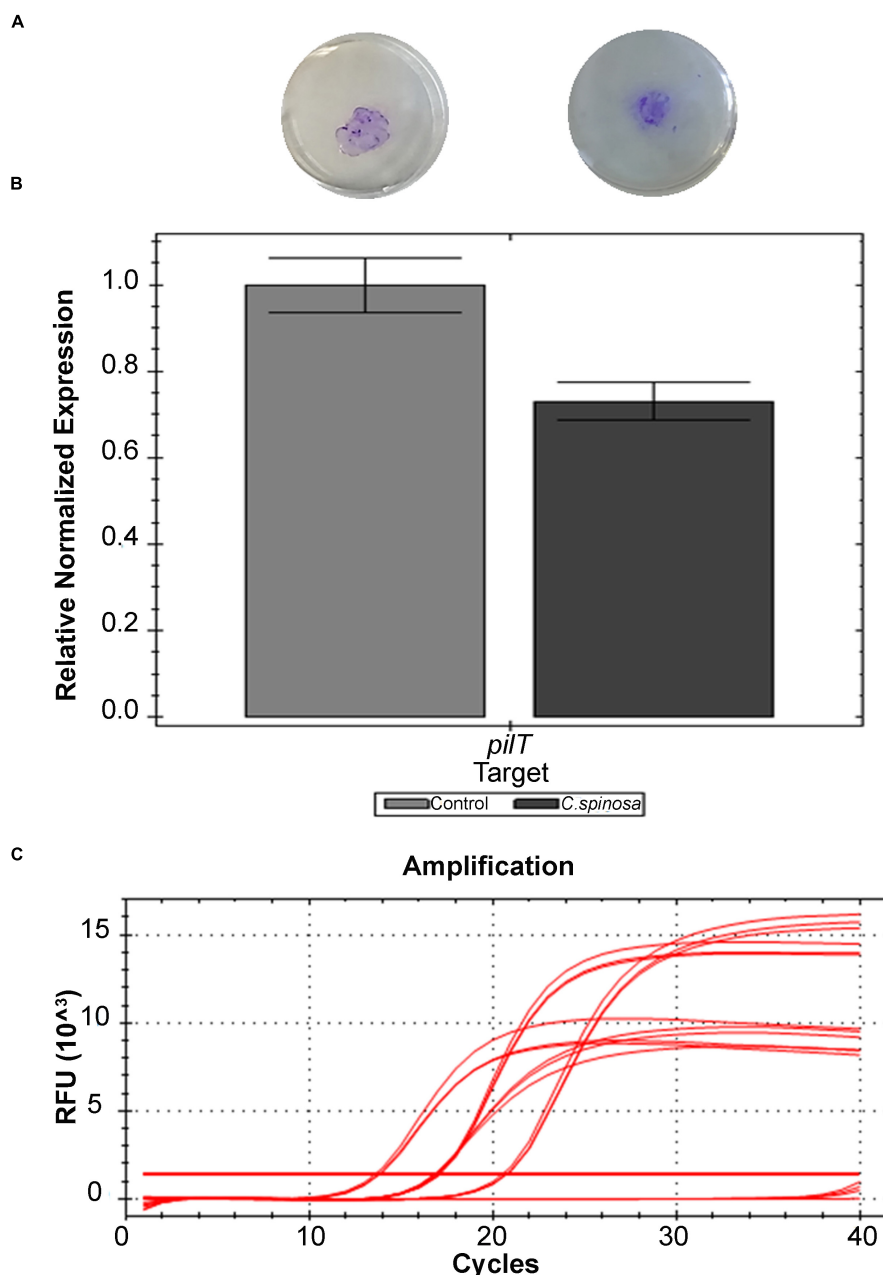 A
B
Relative Normalized Expression
1.0
0.8
0.6
0.4
0.2
0.0
pilT
Target
Control C.spinosa
C
Amplification
RFU (10^3)
15
10
5
0
0 10 20 30 40
Cycles